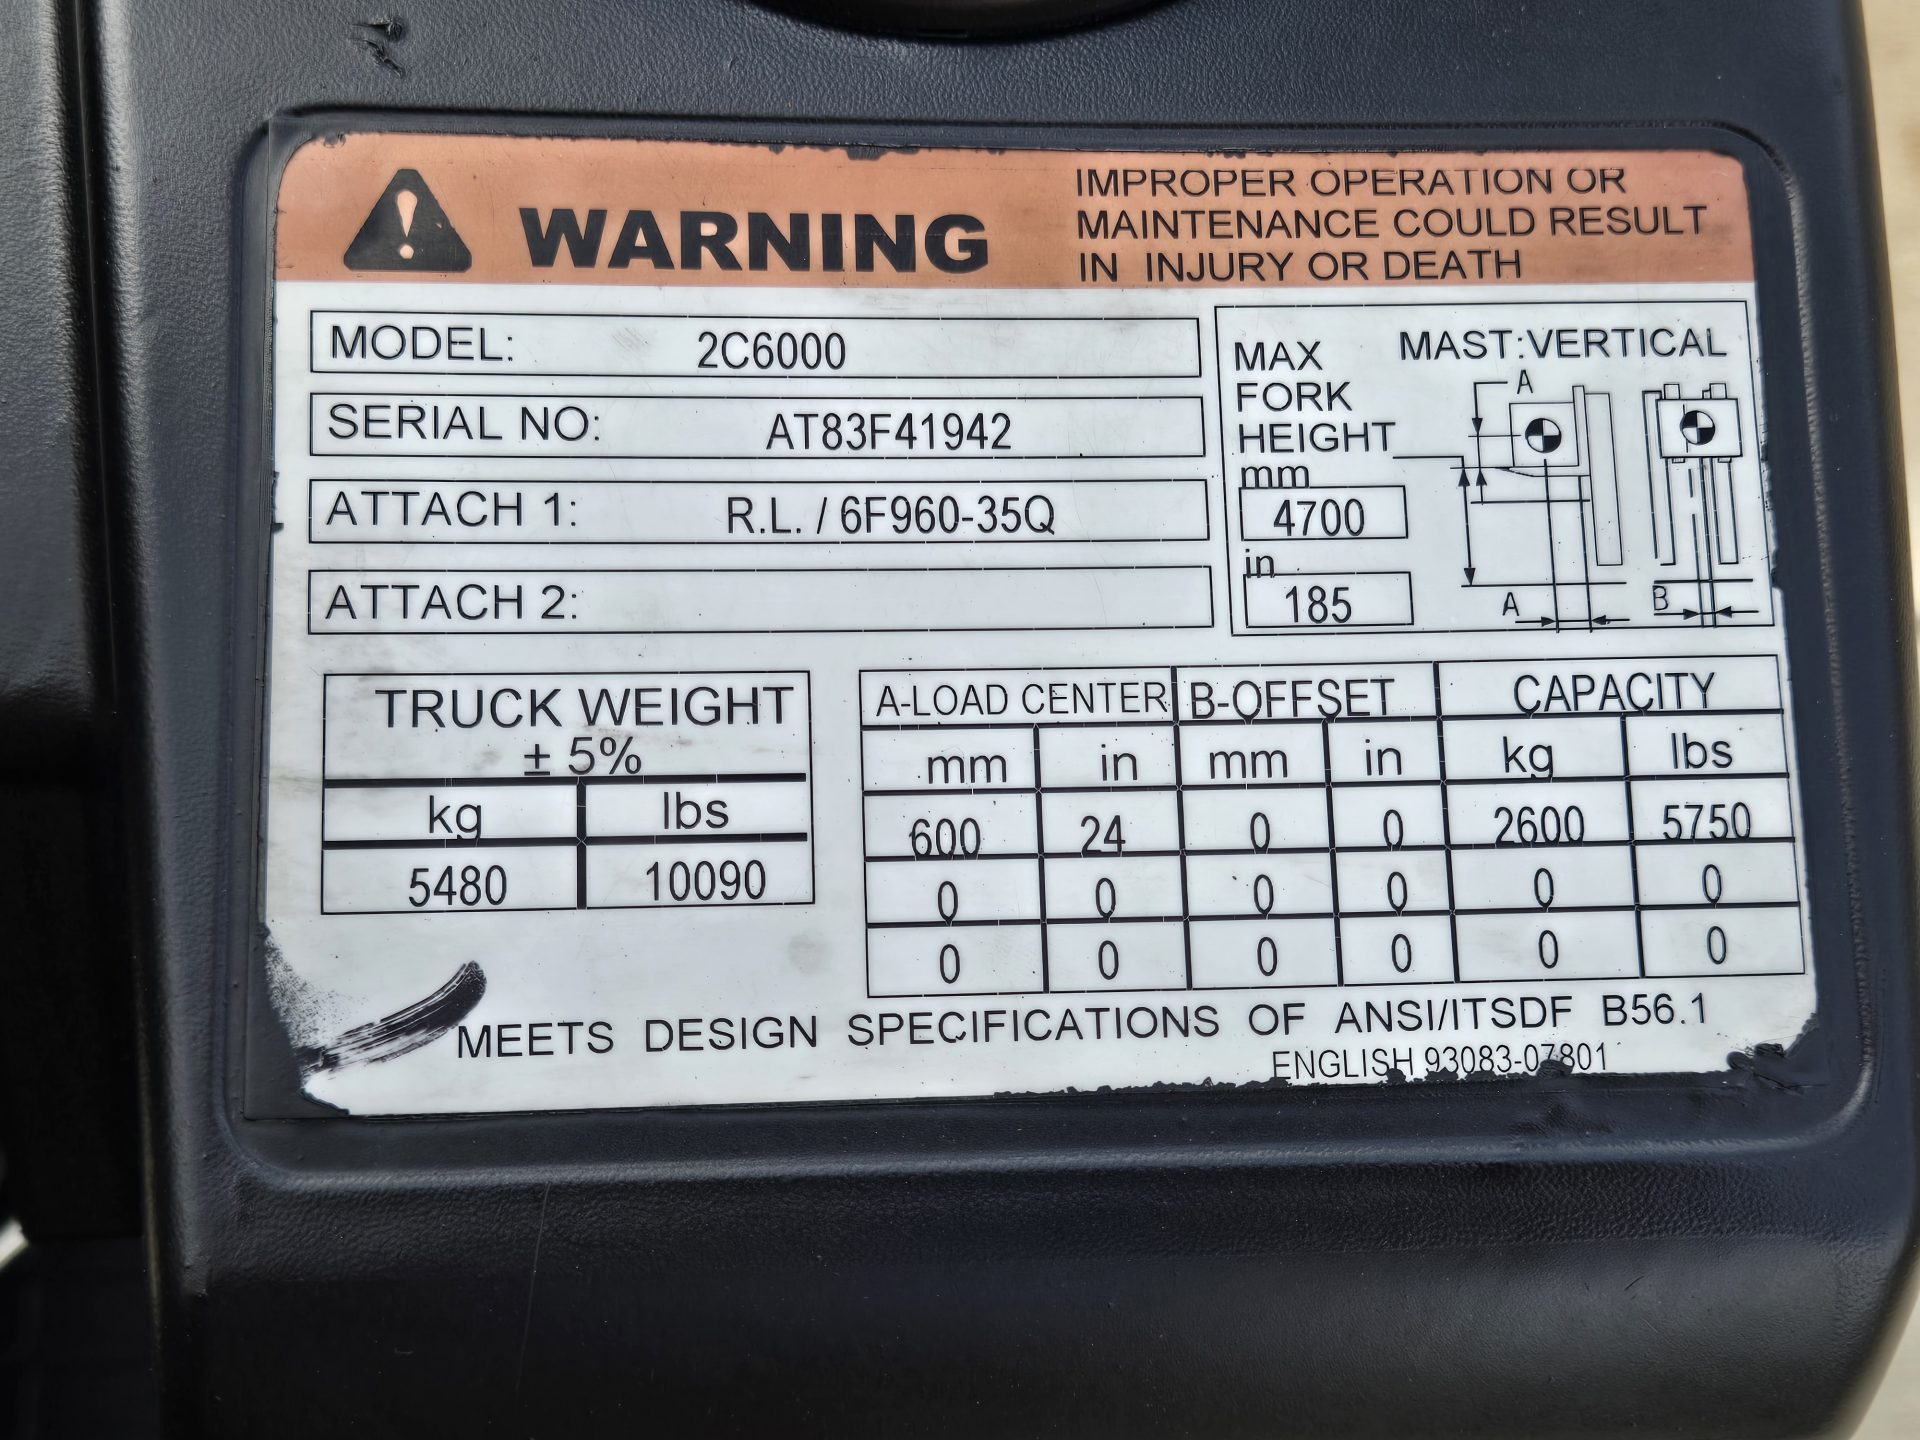 WARNING
IMPROPER OPERATION OR
MAINTENANCE COULD RESULT
IN INJURY OR DEATH
MODEL: 2C6000
SERIAL NO: AT83F41942
ATTACH 1: R.L. / 6F960-35Q
ATTACH 2:
MAX
FORK
HEIGHT
mm
4700
in
185
MAST:VERTICAL
A
A
B
TRUCK WEIGHT
± 5%
kg lbs
5480 10090
A-LOAD CENTER B-OFFSET CAPACITY
mm in mm in kg lbs
600 24 0 0 2600 5750
0 0 0 0 0 0
0 0 0 0 0 0
MEETS DESIGN SPECIFICATIONS OF ANSI/ITSDF B56.1
ENGLISH 93083-07801